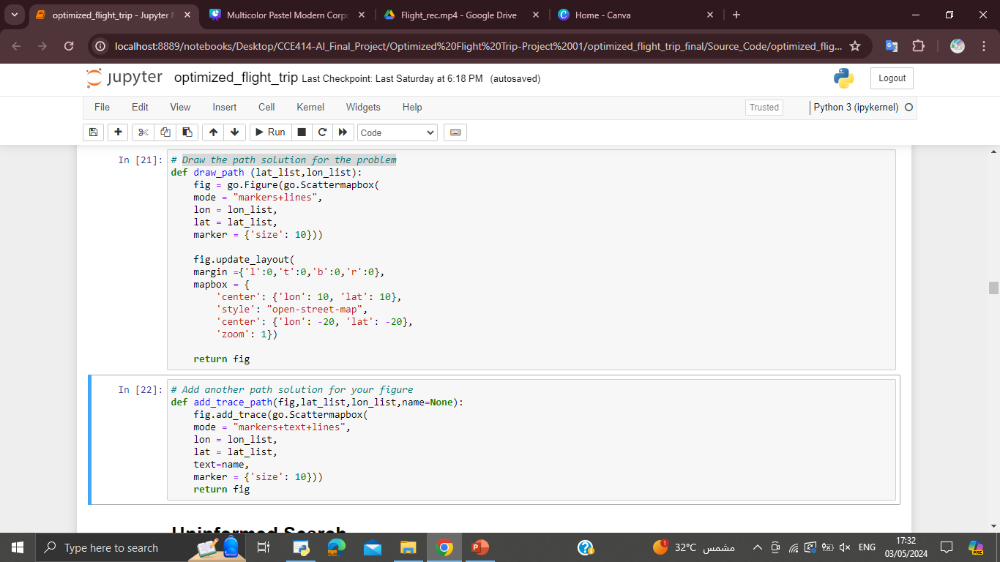 optimized_flight_trip - Jupyter N
Multicolor Pastel Modern Corpo
Flight_rec.mp4 - Google Drive
Home - Canva
localhost:8889/notebooks/Desktop/CCE414-AI_Final_Project/Optimized%20Flight%20Trip-Project%2001/optimized_flight_trip_final/Source_Code/optimized_flig...
jupyter optimized_flight_trip Last Checkpoint: Last Saturday at 6:18 PM (autosaved)
Logout
File Edit View Insert Cell Kernel Widgets Help
Trusted
Python 3 (ipykernel)
Run
Code
In [21]: # Draw the path solution for the problem
def draw_path (lat_list,lon_list):
    fig = go.Figure(go.Scattermapbox(
    mode = "markers+lines",
    lon = lon_list,
    lat = lat_list,
    marker = {'size': 10}))
    fig.update_layout(
    margin ={'l':0,'t':0,'b':0,'r':0},
    mapbox = {
        'center': {'lon': 10, 'lat': 10},
        'style': "open-street-map",
        'center': {'lon': -20, 'lat': -20},
        'zoom': 1})
    return fig
In [22]: # Add another path solution for your figure
def add_trace_path(fig,lat_list,lon_list,name=None):
    fig.add_trace(go.Scattermapbox(
    mode = "markers+text+lines",
    lon = lon_list,
    lat = lat_list,
    text=name,
    marker = {'size': 10}))
    return fig
Uninformed Search
Type here to search
1
32°C مشمس
ENG
17:32
03/05/2024
PRE